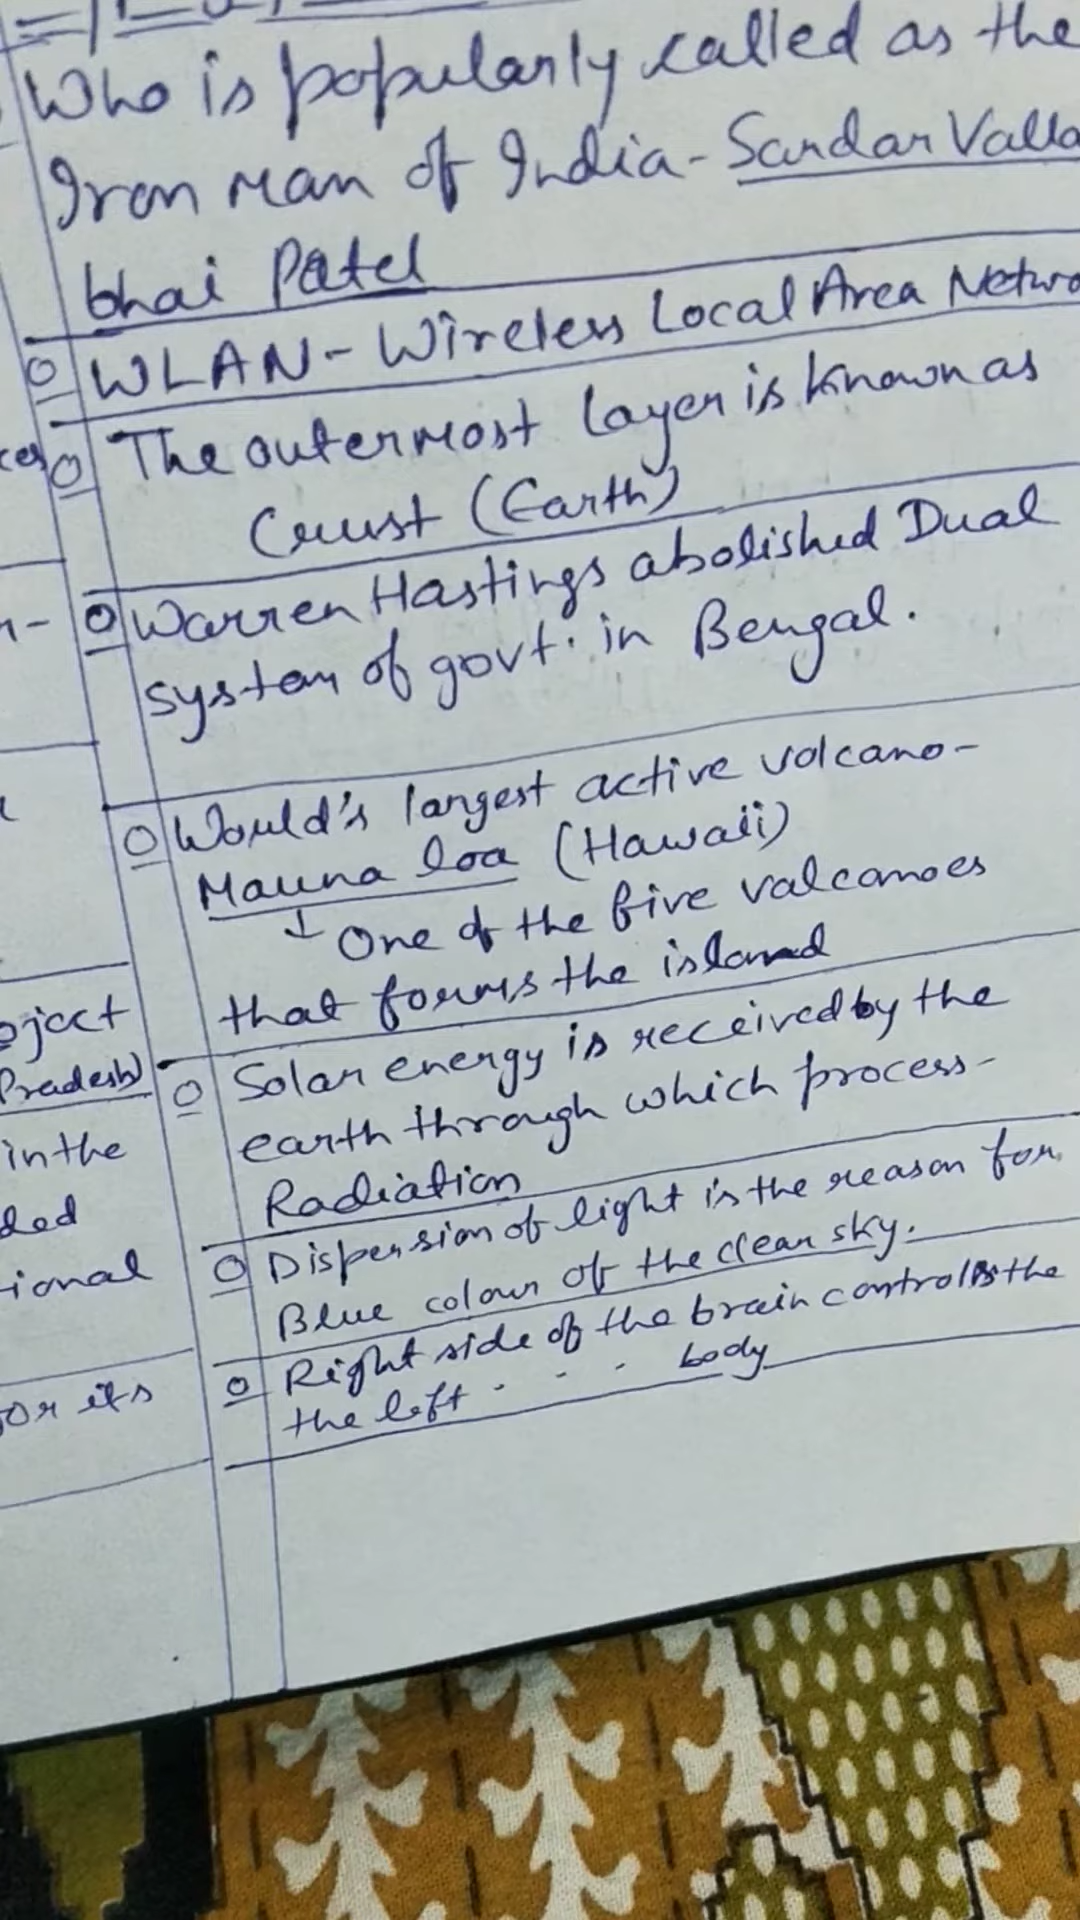 Who is popularly called as the
Iron man of India - Sardar Valla
bhai Patel
WLAN - Wireless Local Area Netwo
The outermost layer is known as
Crust (Earth)
Warren Hastings abolished Dual
system of govt. in Bengal.
World's largest active volcano -
Mauna loa (Hawaii)
↓ One of the five valcanoes
that forms the island
Solar energy is received by the
earth through which process -
Radiation
Dispersion of light is the reason for
Blue colour of the clear sky.
Right side of the brain controls the
the left - - - body
ces
n -
oject
Pradesh)
in the
ded
ional
for its